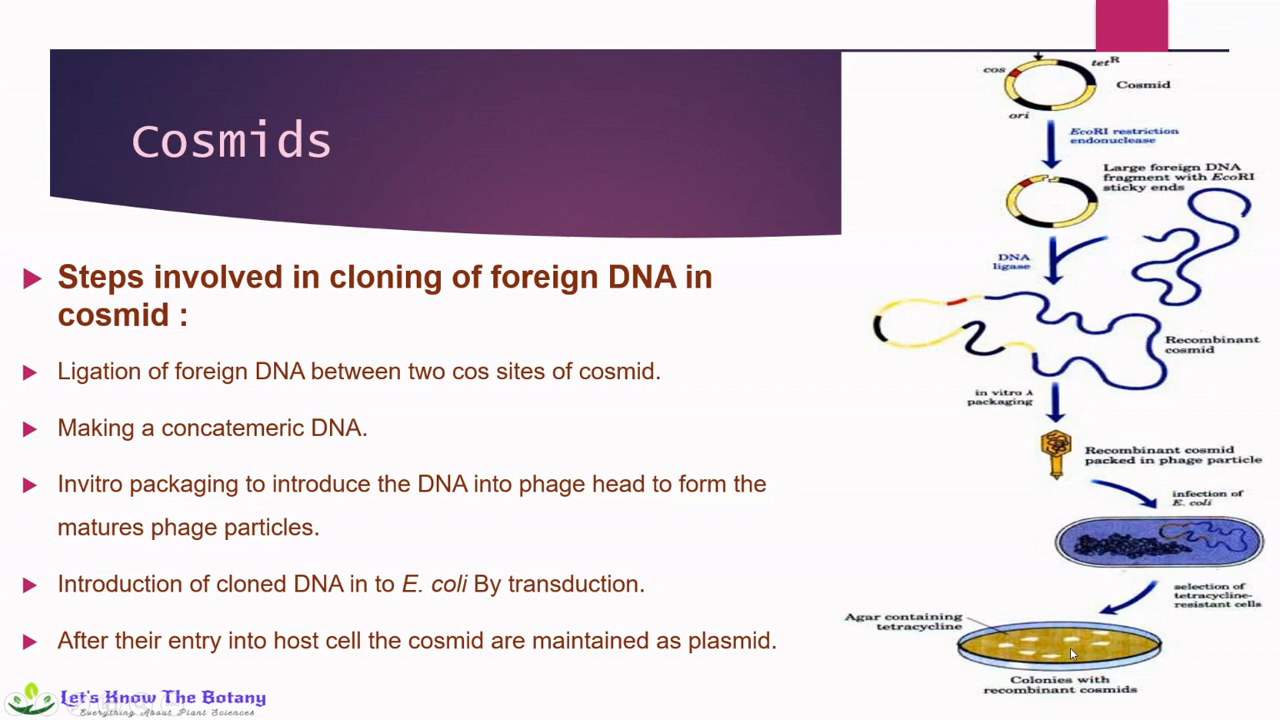 Cosmids
Steps involved in cloning of foreign DNA in
cosmid :
Ligation of foreign DNA between two cos sites of cosmid.
Making a concatemeric DNA.
Invitro packaging to introduce the DNA into phage head to form the
matures phage particles.
Introduction of cloned DNA in to E. coli By transduction.
After their entry into host cell the cosmid are maintained as plasmid.
cos
tetR
Cosmid
ori
EcoRI restriction
endonuclease
Large foreign DNA
fragment with EcoRI
sticky ends
DNA
ligase
Recombinant
cosmid
in vitro λ
packaging
Recombinant cosmid
packed in phage particle
infection of
E. coli
selection of
tetracycline-
resistant cells
Agar containing
tetracycline
Colonies with
recombinant cosmids
Let's Know The Botany
Everything About Plant Sciences